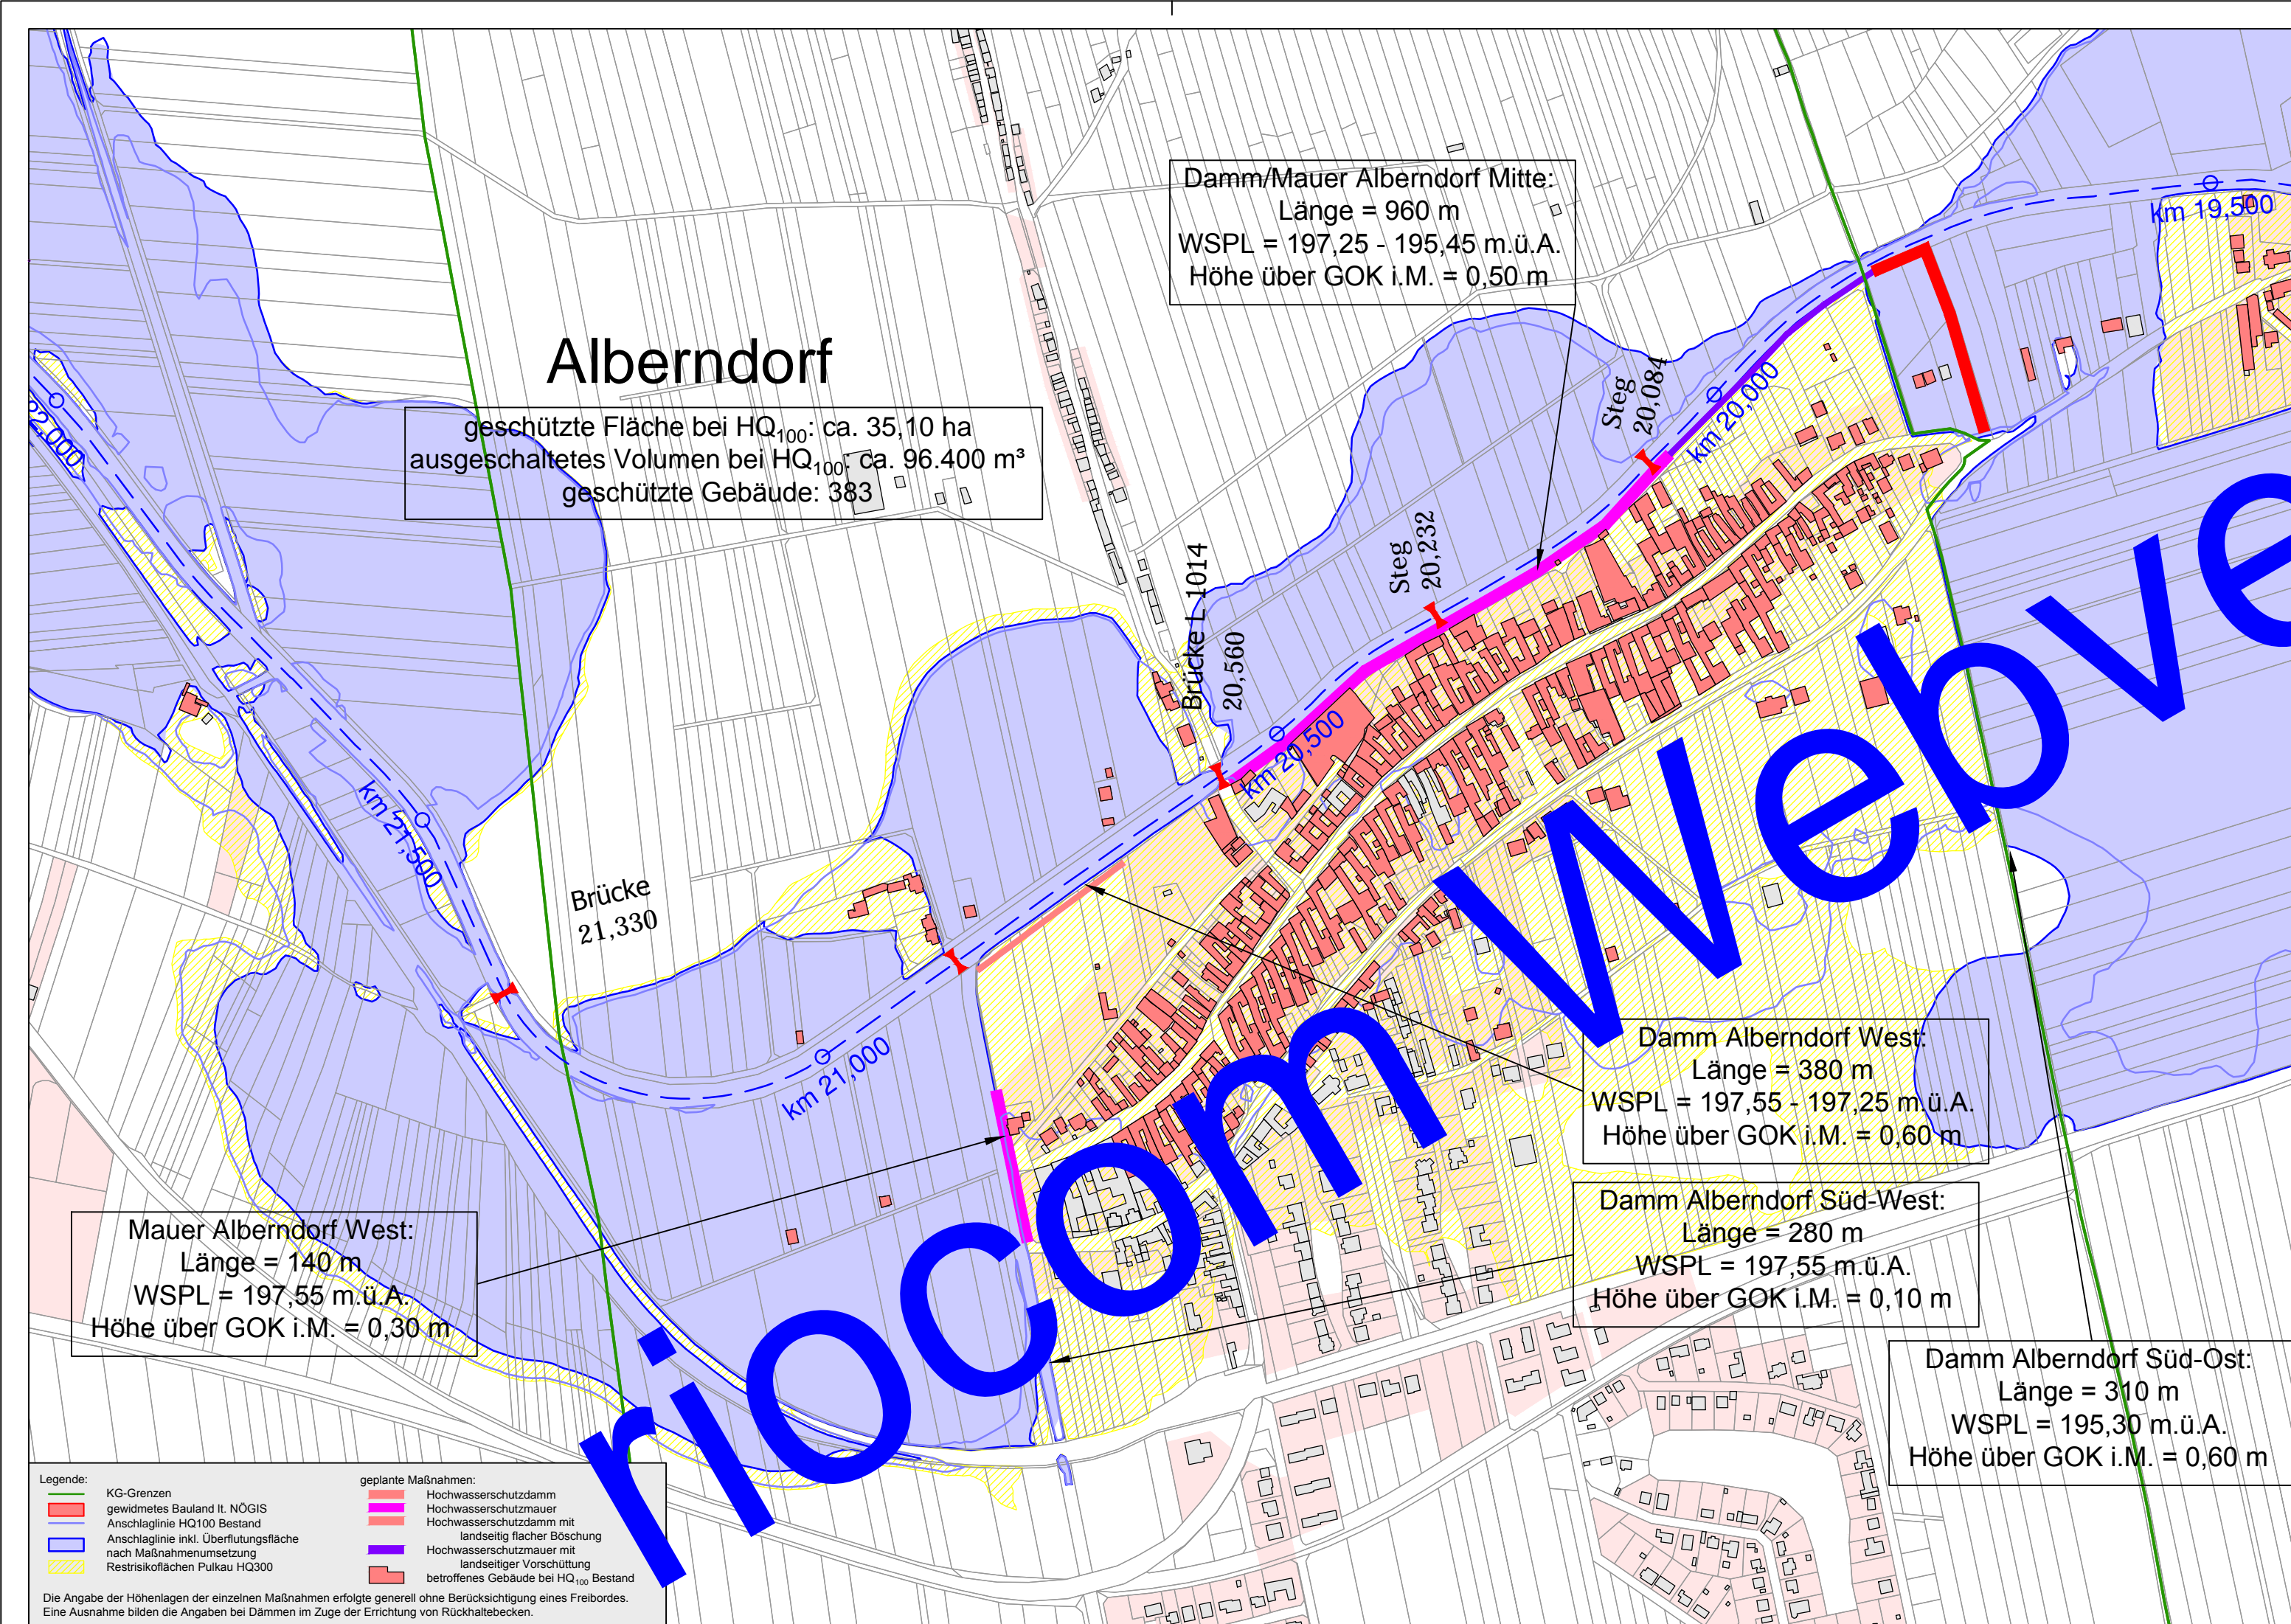 Alberndorf
geschützte Fläche bei HQ100: ca. 35,10 ha
ausgeschaltetes Volumen bei HQ100: ca. 96.400 m³
geschützte Gebäude: 383
Damm/Mauer Alberndorf Mitte:
Länge = 960 m
WSPL = 197,25 - 195,45 m.ü.A.
Höhe über GOK i.M. = 0,50 m
km 19,500
Steg
20,084
km 20,000
Steg
20,232
Brücke L 1014
20,560
km 20,500
22,000
km 21,500
Brücke
21,330
km 21,000
Damm Alberndorf West:
Länge = 380 m
WSPL = 197,55 - 197,25 m.ü.A.
Höhe über GOK i.M. = 0,60 m
Mauer Alberndorf West:
Länge = 140 m
WSPL = 197,55 m.ü.A.
Höhe über GOK i.M. = 0,30 m
Damm Alberndorf Süd-West:
Länge = 280 m
WSPL = 197,55 m.ü.A.
Höhe über GOK i.M. = 0,10 m
Damm Alberndorf Süd-Ost:
Länge = 310 m
WSPL = 195,30 m.ü.A.
Höhe über GOK i.M. = 0,60 m
riocom Webve
Legende:
KG-Grenzen
gewidmetes Bauland lt. NÖGIS
Anschlaglinie HQ100 Bestand
Anschlaglinie inkl. Überflutungsfläche
nach Maßnahmenumsetzung
Restrisikoflächen Pulkau HQ300
geplante Maßnahmen:
Hochwasserschutzdamm
Hochwasserschutzmauer
Hochwasserschutzdamm mit
landseitig flacher Böschung
Hochwasserschutzmauer mit
landseitiger Vorschüttung
betroffenes Gebäude bei HQ100 Bestand
Die Angabe der Höhenlagen der einzelnen Maßnahmen erfolgte generell ohne Berücksichtigung eines Freibordes.
Eine Ausnahme bilden die Angaben bei Dämmen im Zuge der Errichtung von Rückhaltebecken.